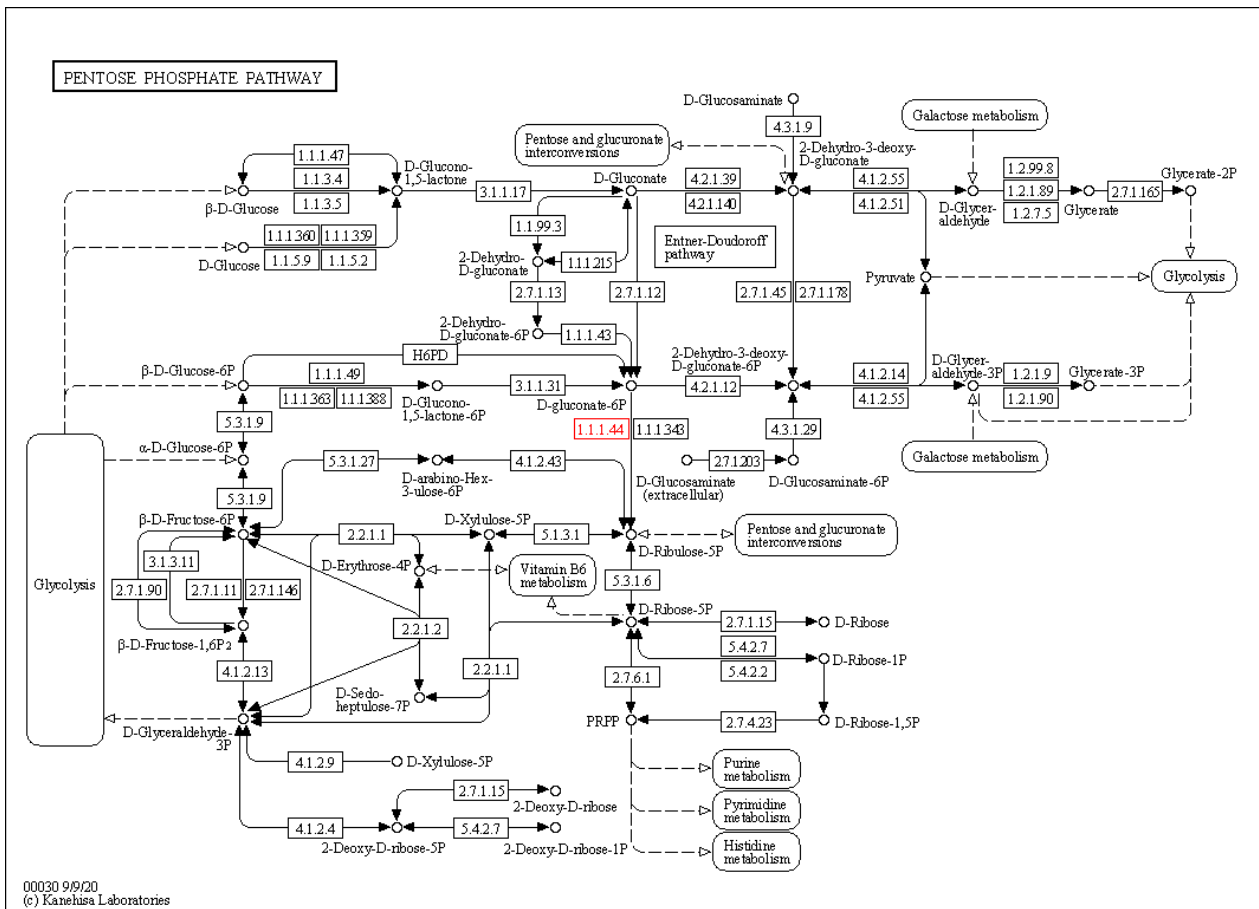 PENTOSE PHOSPHATE PATHWAY
D-Glucosaminate
4.3.1.9
Galactose metabolism
Pentose and glucuronate
interconversions
2-Dehydro-3-deoxy-
D-gluconate
1.1.1.47
1.1.3.4
1.1.3.5
β-D-Glucose
D-Glucono-
1,5-lactone
3.1.1.17
D-Gluconate
4.2.1.39
4.2.1.140
4.1.2.55
4.1.2.51
D-Glycer-
aldehyde
1.2.99.8
1.2.1.89
1.2.7.5
Glycerate
2.7.1.165
Glycerate-2P
1.1.1.360
1.1.1.359
1.1.5.9
1.1.5.2
D-Glucose
1.1.99.3
2-Dehydro-
D-gluconate
1.1.1.215
Entner-Doudoroff
pathway
Pyruvate
Glycolysis
2.7.1.13
2.7.1.12
2.7.1.45
2.7.1.178
2-Dehydro-
D-gluconate-6P
1.1.1.43
H6PD
β-D-Glucose-6P
1.1.1.49
1.1.1.363
1.1.1.388
D-Glucono-
1,5-lactone-6P
3.1.1.31
D-gluconate-6P
2-Dehydro-3-deoxy-
D-gluconate-6P
4.2.1.12
4.1.2.14
4.1.2.55
D-Glycer-
aldehyde-3P
1.2.1.9
1.2.1.90
Glycerate-3P
5.3.1.9
1.1.1.44
1.1.1.343
4.3.1.29
Galactose metabolism
α-D-Glucose-6P
5.3.1.27
D-arabino-Hex-
3-ulose-6P
4.1.2.43
2.7.1.203
D-Glucosaminate
(extracellular)
D-Glucosaminate-6P
5.3.1.9
β-D-Fructose-6P
2.2.1.1
D-Xylulose-5P
5.1.3.1
D-Ribulose-5P
Pentose and glucuronate
interconversions
3.1.3.11
D-Erythrose-4P
Vitamin B6
metabolism
5.3.1.6
Glycolysis
2.7.1.90
2.7.1.11
2.7.1.146
D-Ribose-5P
2.7.1.15
D-Ribose
β-D-Fructose-1,6P2
2.2.1.2
5.4.2.7
5.4.2.2
D-Ribose-1P
4.1.2.13
2.2.1.1
2.7.6.1
D-Sedo-
heptulose-7P
D-Glyceraldehyde-
3P
PRPP
2.7.4.23
D-Ribose-1,5P
4.1.2.9
D-Xylulose-5P
Purine
metabolism
2.7.1.15
2-Deoxy-D-ribose
Pyrimidine
metabolism
4.1.2.4
2-Deoxy-D-ribose-5P
5.4.2.7
2-Deoxy-D-ribose-1P
Histidine
metabolism
00030 9/9/20
(c) Kanehisa Laboratories